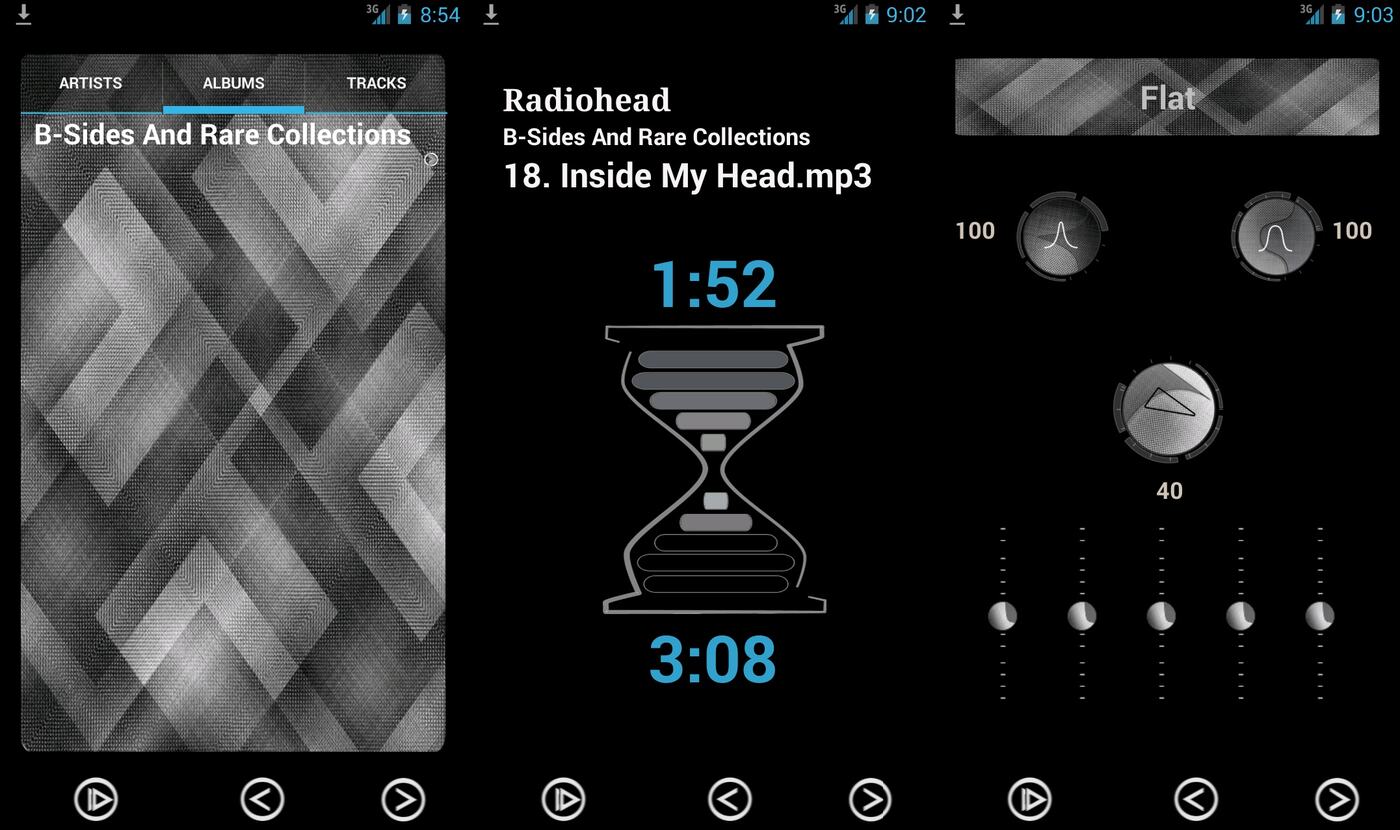 3G 8:54
ARTISTS ALBUMS TRACKS
B-Sides And Rare Collections
3G 9:02
Radiohead
B-Sides And Rare Collections
18. Inside My Head.mp3
1:52
3:08
3G 9:03
Flat
100 100
40